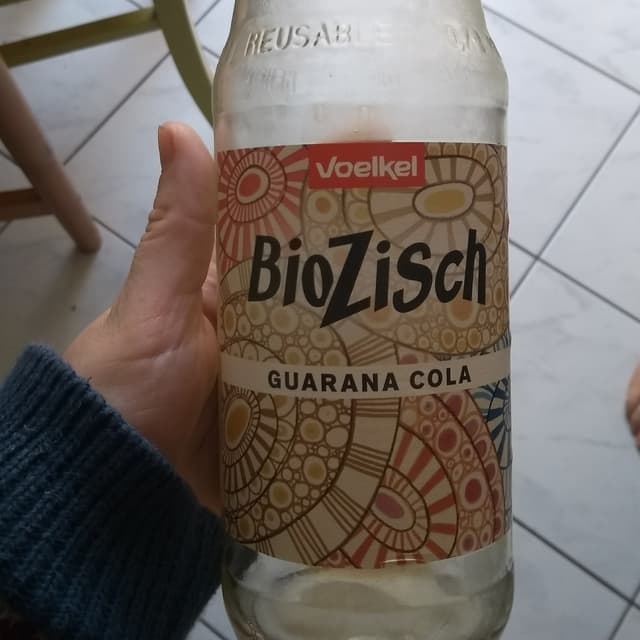 REUSABLE
Voelkel
BioZisch
GUARANA COLA